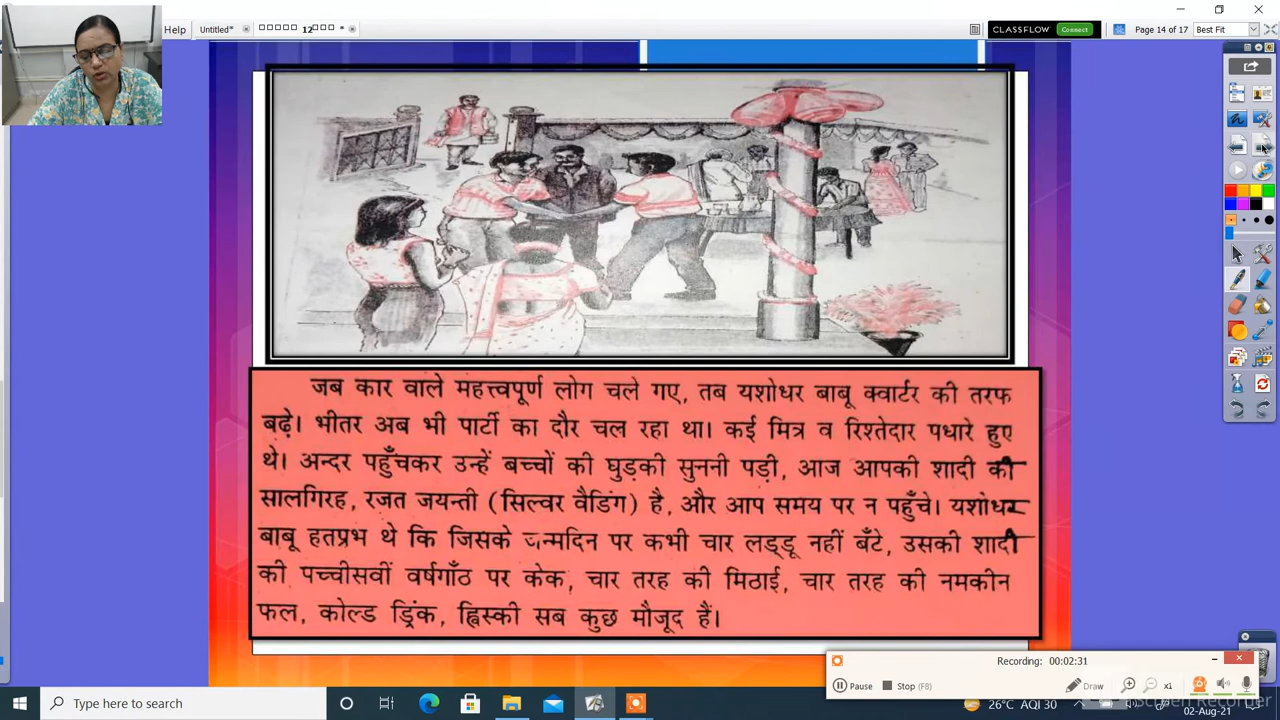 Help
Untitled*
12
CLASSFLOW Connect
Page 14 of 17
Best Fit
जब कार वाले महत्त्वपूर्ण लोग चले गए, तब यशोधर बाबू क्वार्टर की तरफ
बढ़े। भीतर अब भी पार्टी का दौर चल रहा था। कई मित्र व रिश्तेदार पधारे हुए
थे। अन्दर पहुँचकर उन्हें बच्चों की घुड़की सुननी पड़ी, आज आपकी शादी की
सालगिरह, रजत जयन्ती (सिल्वर वैडिंग) है, और आप समय पर न पहुँचे। यशोधर
बाबू हतप्रभ थे कि जिसके जन्मदिन पर कभी चार लड्डू नहीं बँटे, उसकी शादी
की पच्चीसवीं वर्षगाँठ पर केक, चार तरह की मिठाई, चार तरह की नमकीन
फल, कोल्ड ड्रिंक, ह्विस्की सब कुछ मौजूद हैं।
Recording: 00:02:31
Pause
Stop (F8)
Draw
x1
Screen Recorder
Type here to search
26°C AQI 30
02-Aug-21